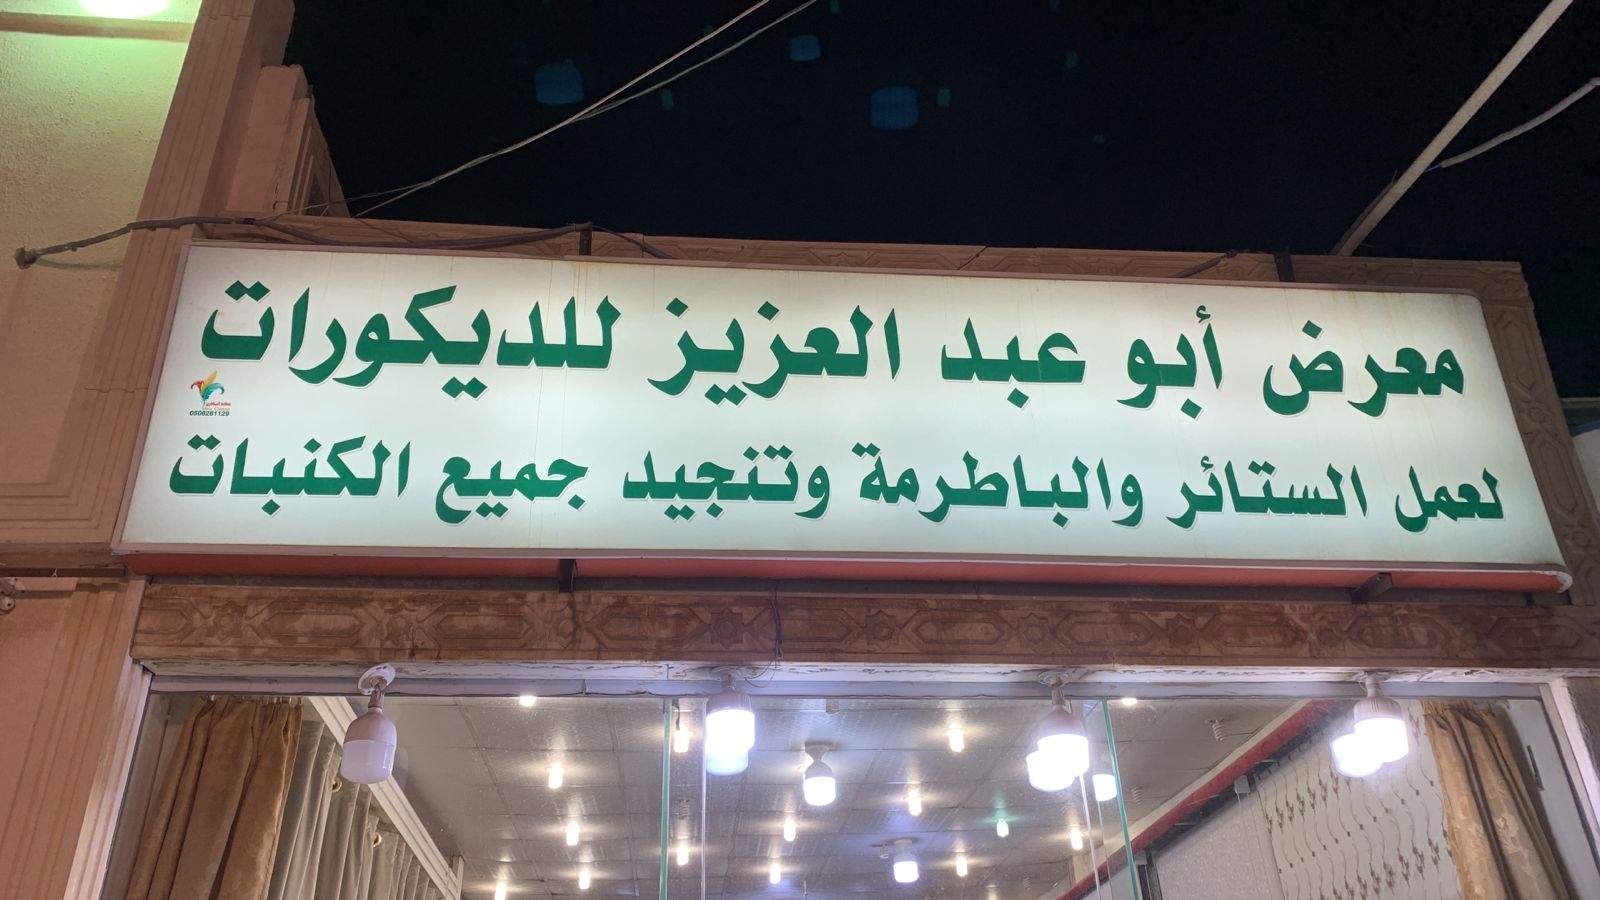 معرض أبو عبد العزيز للديكورات
لعمل الستائر والباطرمة وتنجيد جميع الكنبات
0508281129